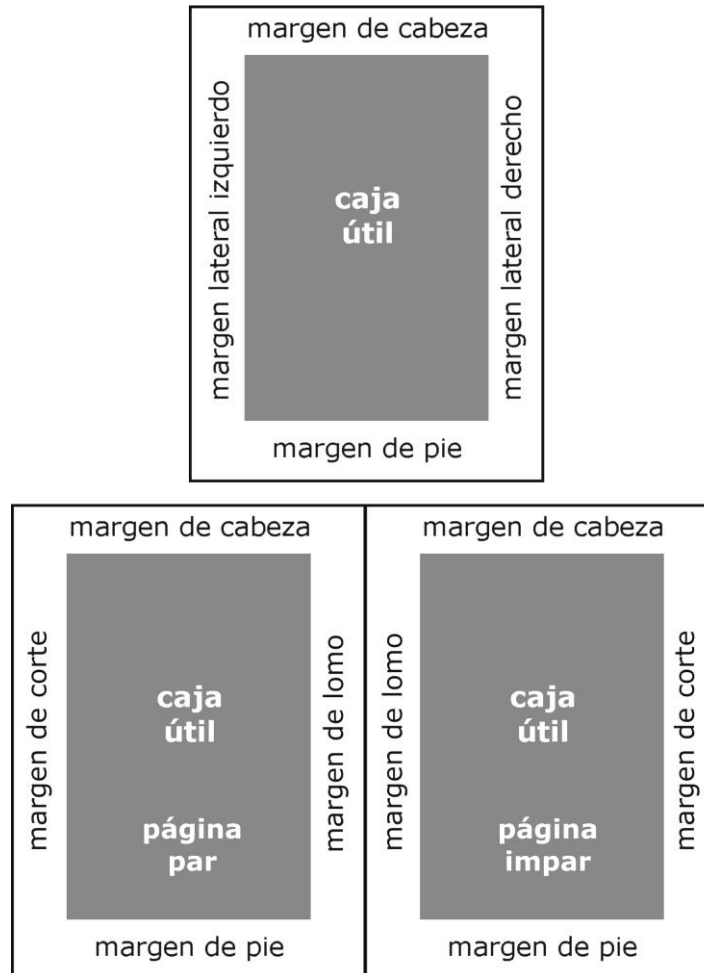 margen de cabeza
margen lateral izquierdo
caja
útil
margen lateral derecho
margen de pie
margen de cabeza
margen de corte
caja
útil
página
par
margen de lomo
margen de pie
margen de cabeza
margen de lomo
caja
útil
página
impar
margen de corte
margen de pie